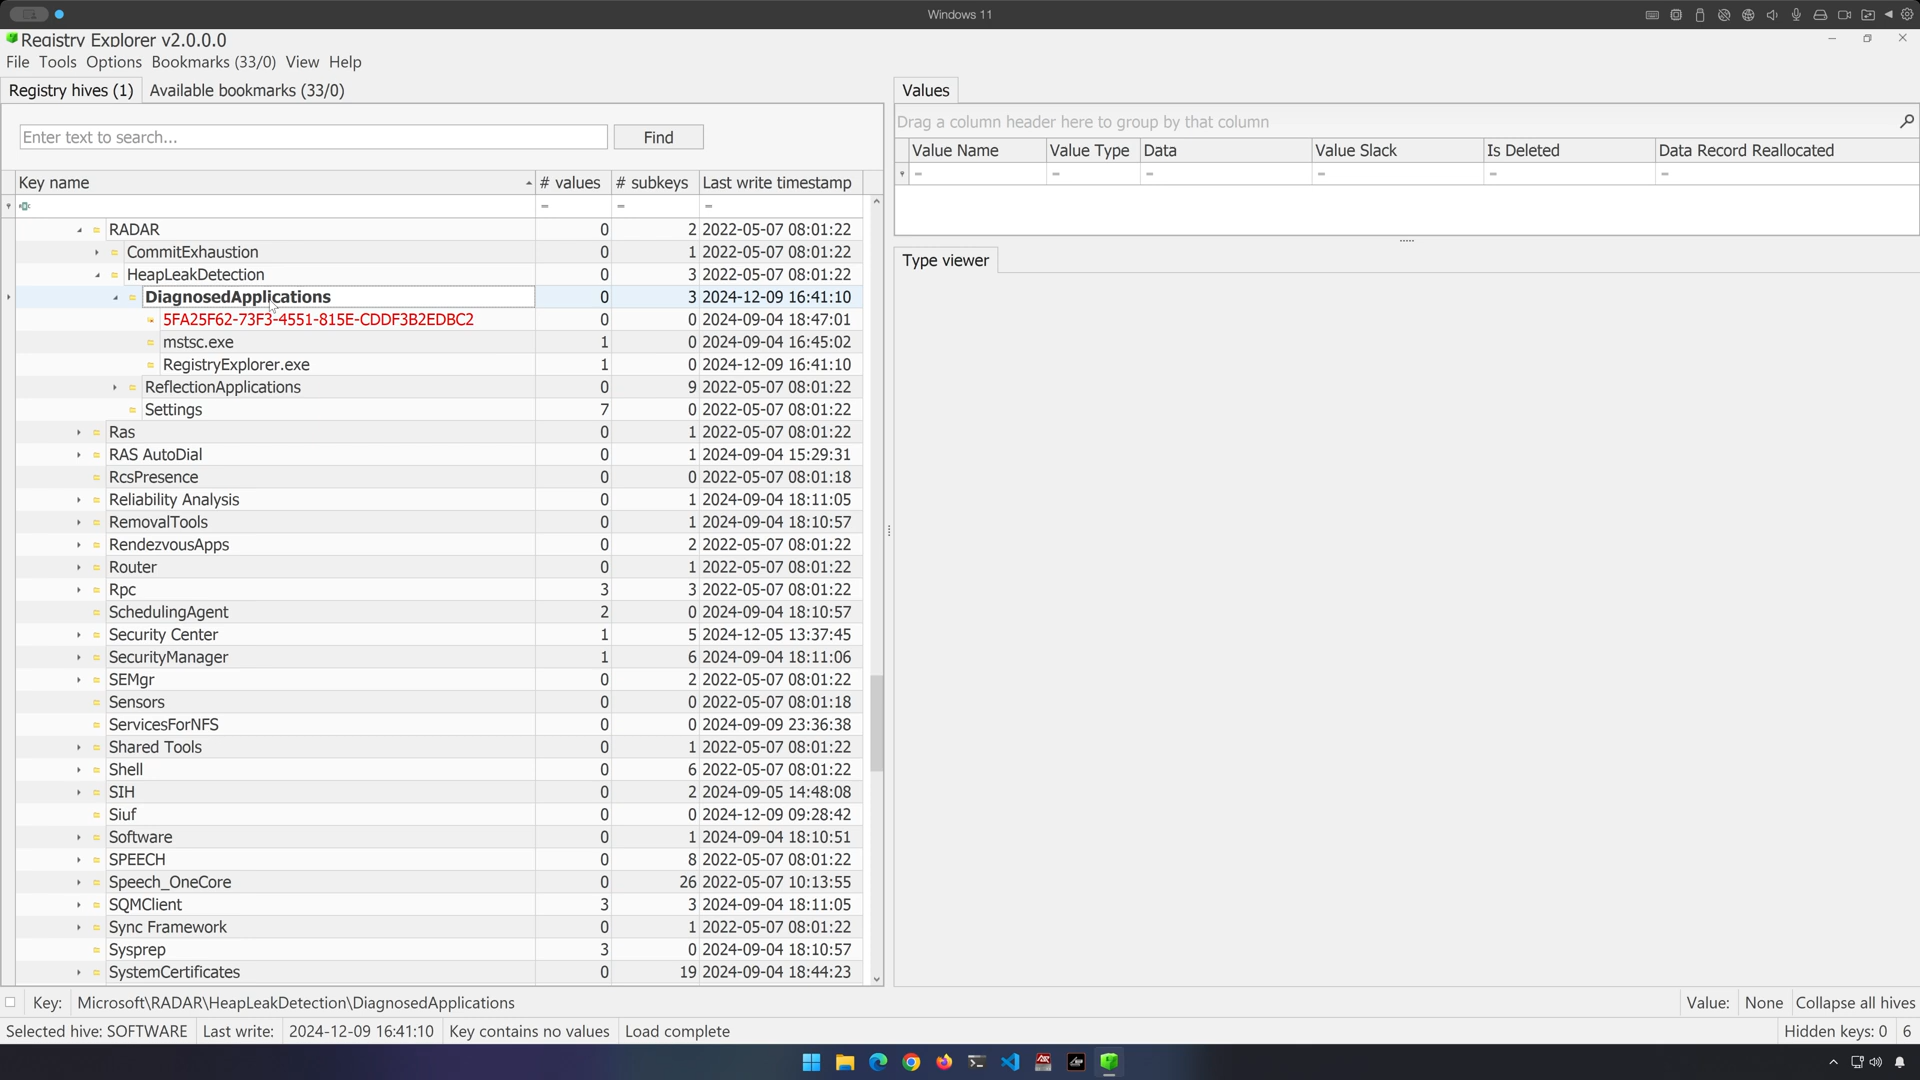 Windows 11
Registry Explorer v2.0.0.0
File Tools Options Bookmarks (33/0) View Help
Registry hives (1) Available bookmarks (33/0)
Enter text to search...
Find
Key name # values # subkeys Last write timestamp
= = =
RADAR 0 2 2022-05-07 08:01:22
CommitExhaustion 0 1 2022-05-07 08:01:22
HeapLeakDetection 0 3 2022-05-07 08:01:22
DiagnosedApplications 0 3 2024-12-09 16:41:10
5FA25F62-73F3-4551-815E-CDDF3B2EDBC2 0 0 2024-09-04 18:47:01
mstsc.exe 1 0 2024-09-04 16:45:02
RegistryExplorer.exe 1 0 2024-12-09 16:41:10
ReflectionApplications 0 9 2022-05-07 08:01:22
Settings 7 0 2022-05-07 08:01:22
Ras 0 1 2022-05-07 08:01:22
RAS AutoDial 0 1 2024-09-04 15:29:31
RcsPresence 0 0 2022-05-07 08:01:18
Reliability Analysis 0 1 2024-09-04 18:11:05
RemovalTools 0 1 2024-09-04 18:10:57
RendezvousApps 0 2 2022-05-07 08:01:22
Router 0 1 2022-05-07 08:01:22
Rpc 3 3 2022-05-07 08:01:22
SchedulingAgent 2 0 2024-09-04 18:10:57
Security Center 1 5 2024-12-05 13:37:45
SecurityManager 1 6 2024-09-04 18:11:06
SEMgr 0 2 2022-05-07 08:01:22
Sensors 0 0 2022-05-07 08:01:18
ServicesForNFS 0 0 2024-09-09 23:36:38
Shared Tools 0 1 2022-05-07 08:01:22
Shell 0 6 2022-05-07 08:01:22
SIH 0 2 2024-09-05 14:48:08
Siuf 0 0 2024-12-09 09:28:42
Software 0 1 2024-09-04 18:10:51
SPEECH 0 8 2022-05-07 08:01:22
Speech_OneCore 0 26 2022-05-07 10:13:55
SQMClient 3 3 2024-09-04 18:11:05
Sync Framework 0 1 2022-05-07 08:01:22
Sysprep 3 0 2024-09-04 18:10:57
SystemCertificates 0 19 2024-09-04 18:44:23
Values
Drag a column header here to group by that column
Value Name Value Type Data Value Slack Is Deleted Data Record Reallocated
= = = = = =
Type viewer
Key: Microsoft\RADAR\HeapLeakDetection\DiagnosedApplications Value: None Collapse all hives
Selected hive: SOFTWARE Last write: 2024-12-09 16:41:10 Key contains no values Load complete Hidden keys: 0 6